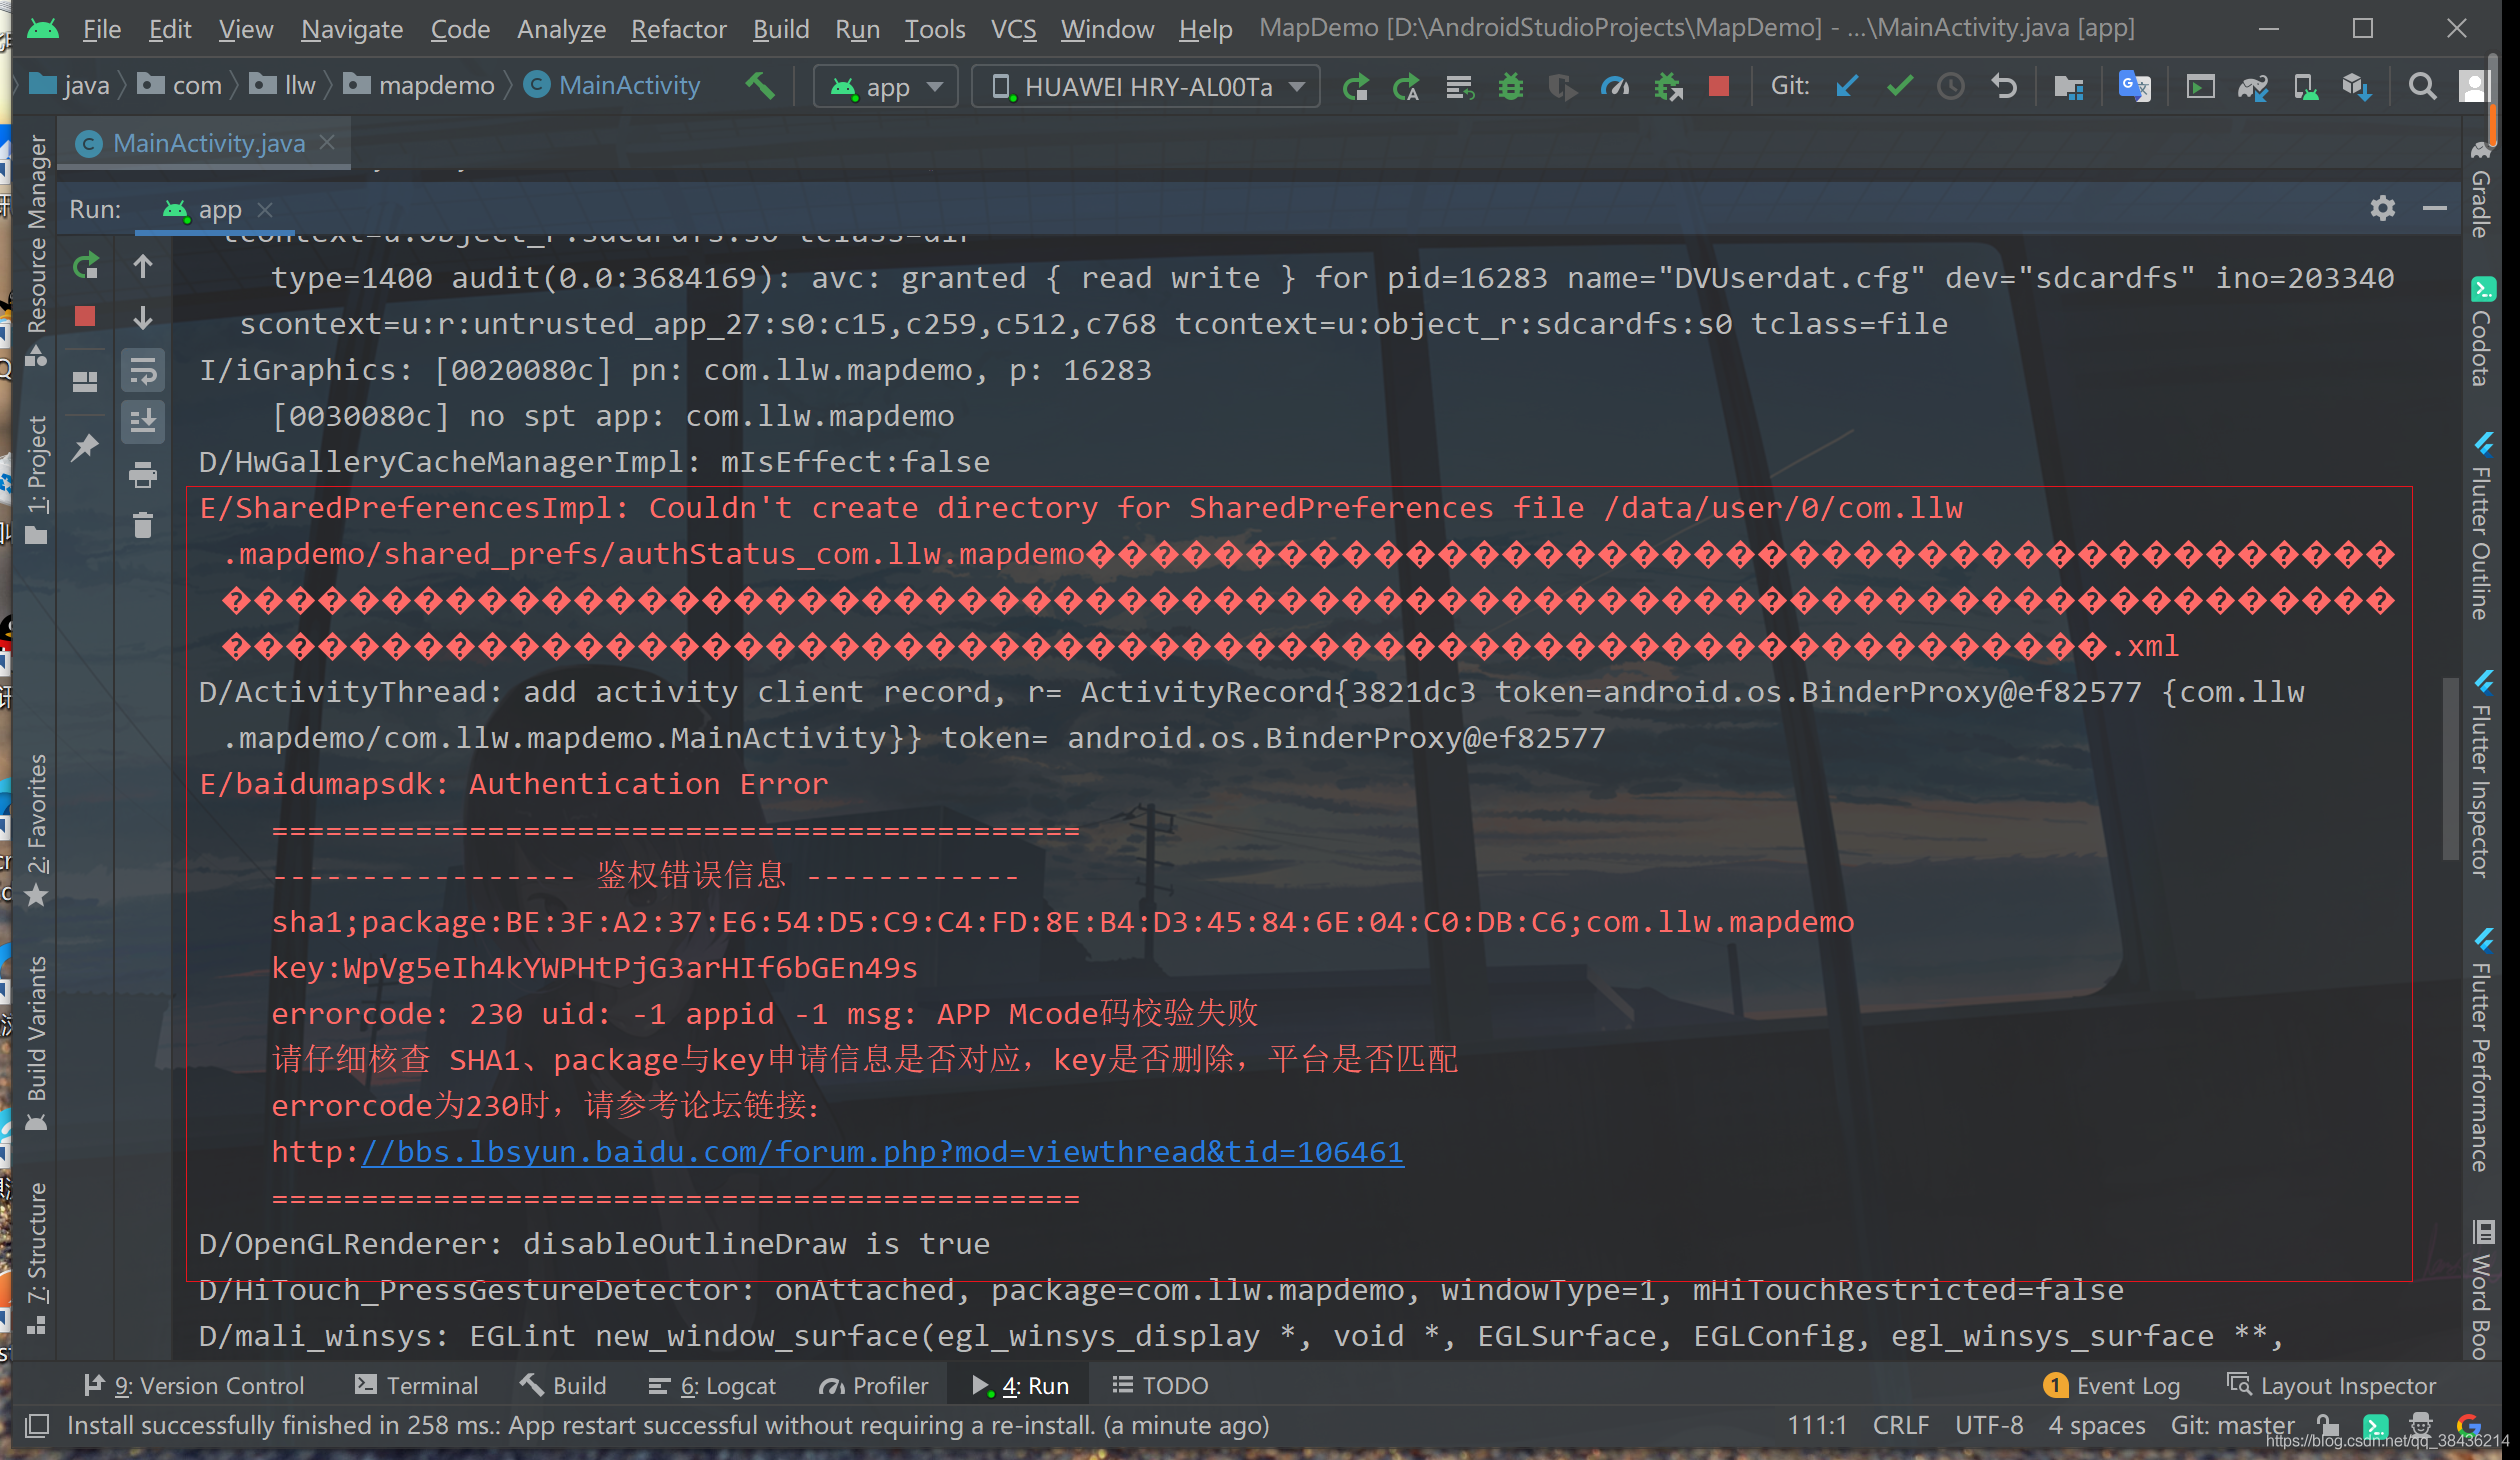 File Edit View Navigate Code Analyze Refactor Build Run Tools VCS Window Help MapDemo [D:\AndroidStudioProjects\MapDemo] - ...\MainActivity.java [app]
java com llw mapdemo MainActivity app HUAWEI HRY-AL00Ta Git:
MainActivity.java
Run: app
tcontext=u:object_r:sdcardfs:s0 tclass=dir
type=1400 audit(0.0:3684169): avc: granted { read write } for pid=16283 name="DVUserdat.cfg" dev="sdcardfs" ino=203340
scontext=u:r:untrusted_app_27:s0:c15,c259,c512,c768 tcontext=u:object_r:sdcardfs:s0 tclass=file
I/iGraphics: [0020080c] pn: com.llw.mapdemo, p: 16283
[0030080c] no spt app: com.llw.mapdemo
D/HwGalleryCacheManagerImpl: mIsEffect:false
E/SharedPreferencesImpl: Couldn't create directory for SharedPreferences file /data/user/0/com.llw
.mapdemo/shared_prefs/authStatus_com.llw.mapdemo�����������������������������������������
��������������������������������������������������������������������
�����������������������������������������������������������.xml
D/ActivityThread: add activity client record, r= ActivityRecord{3821dc3 token=android.os.BinderProxy@ef82577 {com.llw
.mapdemo/com.llw.mapdemo.MainActivity}} token= android.os.BinderProxy@ef82577
E/baidumapsdk: Authentication Error
=============================================
----------------- 鉴权错误信息 ------------
sha1;package:BE:3F:A2:37:E6:54:D5:C9:C4:FD:8E:B4:D3:45:84:6E:04:C0:DB:C6;com.llw.mapdemo
key:WpVg5eIh4kYWPHtPjG3arHIf6bGEn49s
errorcode: 230 uid: -1 appid -1 msg: APP Mcode码校验失败
请仔细核查 SHA1、package与key申请信息是否对应，key是否删除，平台是否匹配
errorcode为230时，请参考论坛链接：
http://bbs.lbsyun.baidu.com/forum.php?mod=viewthread&tid=106461
=============================================
D/OpenGLRenderer: disableOutlineDraw is true
D/HiTouch_PressGestureDetector: onAttached, package=com.llw.mapdemo, windowType=1, mHiTouchRestricted=false
D/mali_winsys: EGLint new_window_surface(egl_winsys_display *, void *, EGLSurface, EGLConfig, egl_winsys_surface **,
Resource Manager
1: Project
2: Favorites
Build Variants
7: Structure
Gradle
Codota
Flutter Outline
Flutter Inspector
Flutter Performance
Word Boo
9: Version Control Terminal Build 6: Logcat Profiler 4: Run TODO 1 Event Log Layout Inspector
Install successfully finished in 258 ms.: App restart successful without requiring a re-install. (a minute ago) 111:1 CRLF UTF-8 4 spaces Git: master
https://blog.csdn.net/qq_38436214